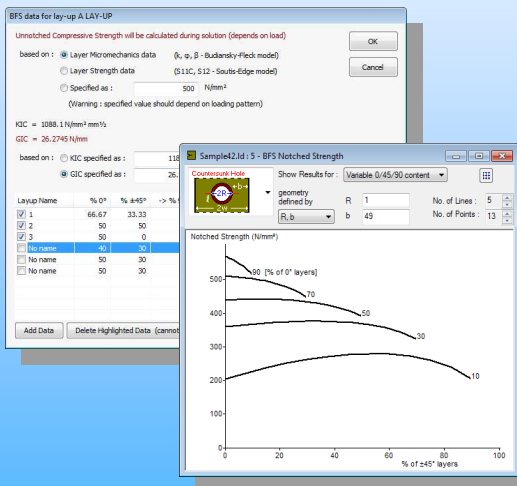 BFS data for lay-up A LAY-UP
Unnotched Compressive Strength will be calculated during solution (depends on load)
OK
based on : Layer Micromechanics data (k, φ, β - Budiansky-Fleck model)
Cancel
Layer Strength data (S11C, S12 - Soutis-Edge model)
Specified as : 500 N/mm²
(Warning : specified value should depend on loading pattern)
KIC = 1088.1 N/mm² mm½
GIC = 26.2745 N/mm
based on : KIC specified as : 118
GIC specified as : 26.
Layup Name % 0° % ±45° -> %
1 66.67 33.33
2 50 50
3 50 0
No name 40 30
No name 50 30
No name 50 30
Add Data Delete Highlighted Data (cannot
Sample42.ld : 5 - BFS Notched Strength
Countersunk Hole
2R
b
2w
Show Results for : Variable 0/45/90 content
geometry
defined by
R, b
R 1
b 49
No. of Lines : 5
No. of Points : 13
Notched Strength (N/mm²)
90 [% of 0° layers]
70
50
30
10
500
400
300
200
100
0
0 20 40 60 80 100
% of ±45° layers